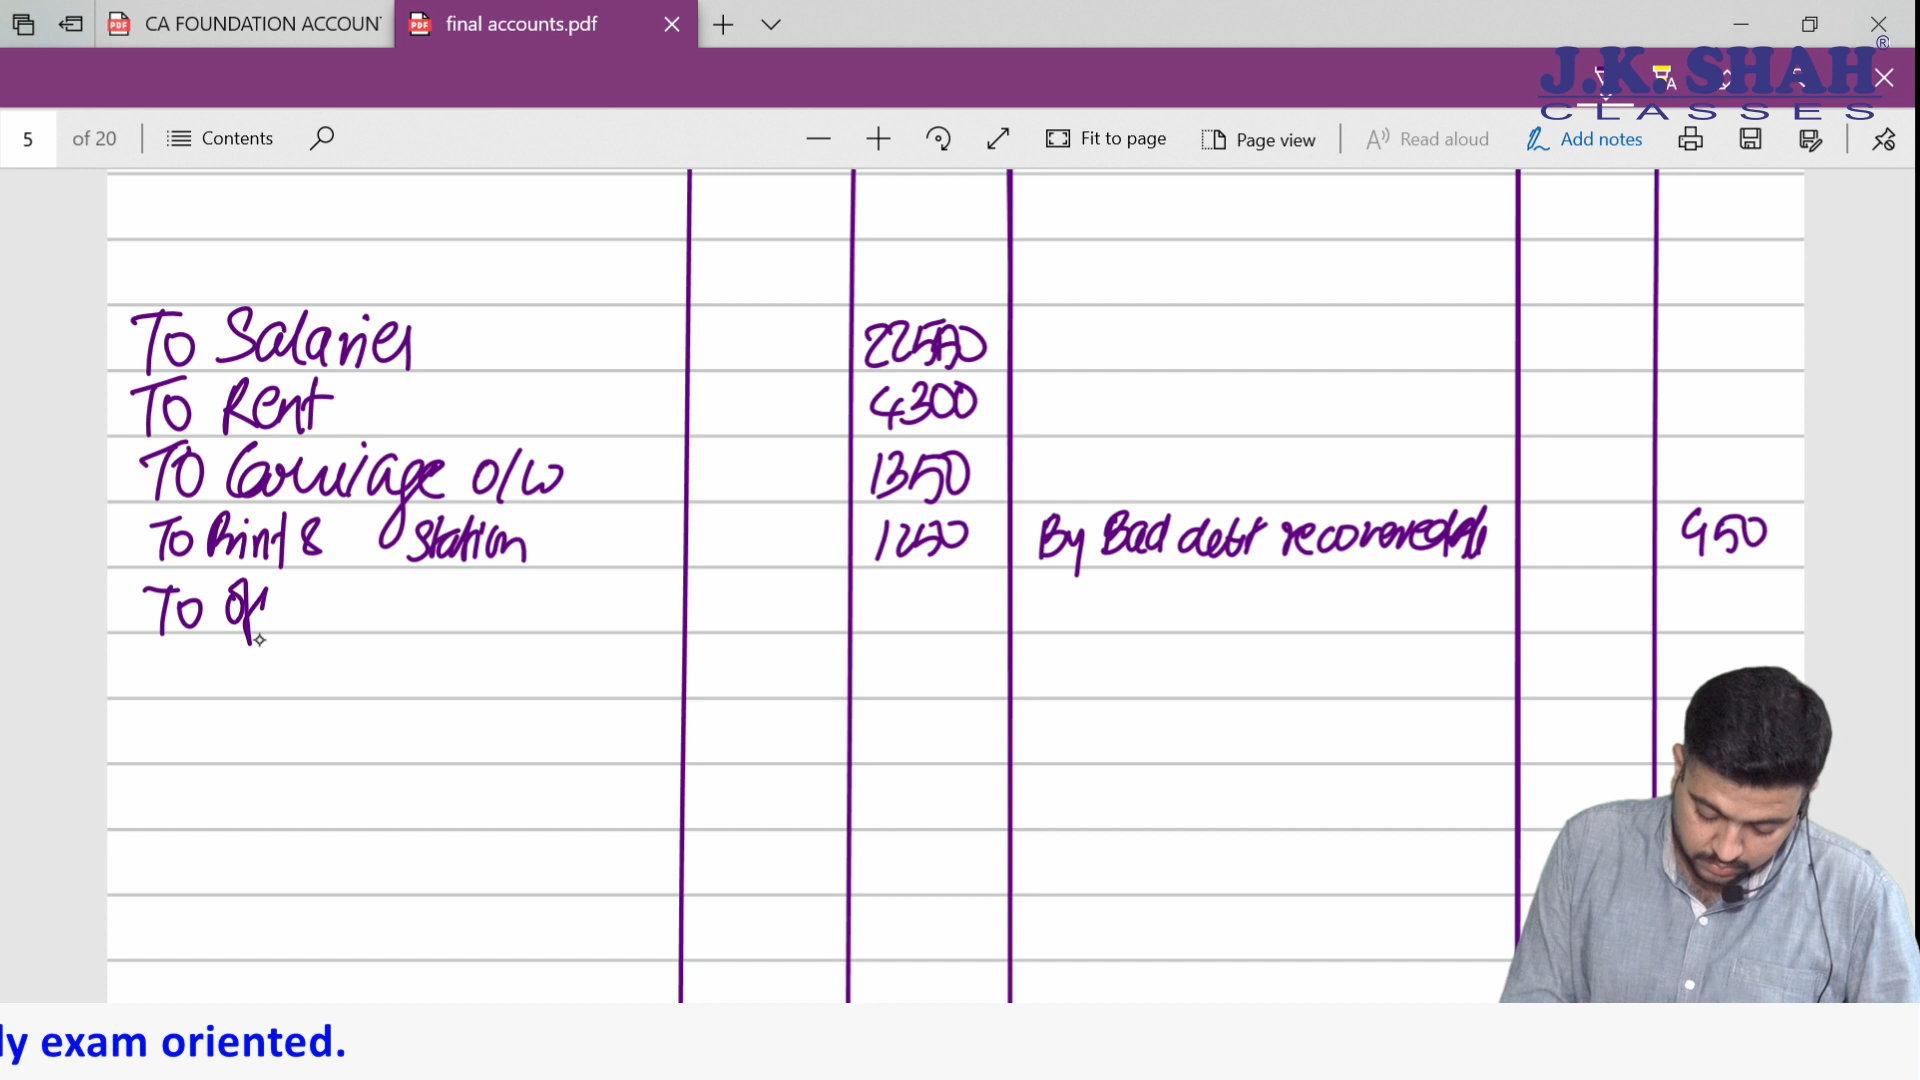 CA FOUNDATION ACCOUN
final accounts.pdf
J.K. SHAH®
CLASSES
5 of 20 Contents Fit to page Page view Read aloud Add notes
To Salaries 22500
To Rent 4300
To Carriage o/w 1350
To Print & Station 1250 By Bad debt recovered 450
To Of
ly exam oriented.